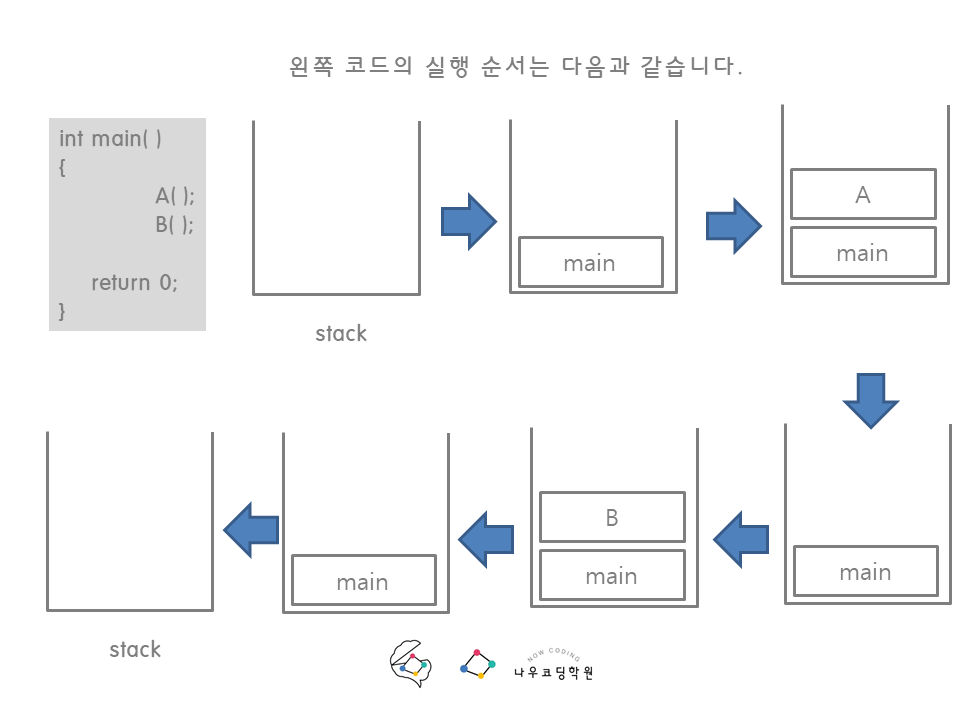 왼쪽 코드의 실행 순서는 다음과 같습니다.
int main( )
{
A( );
B( );
return 0;
}
stack
main
A
main
main
B
main
main
stack
NOW CODING
나우코딩학원